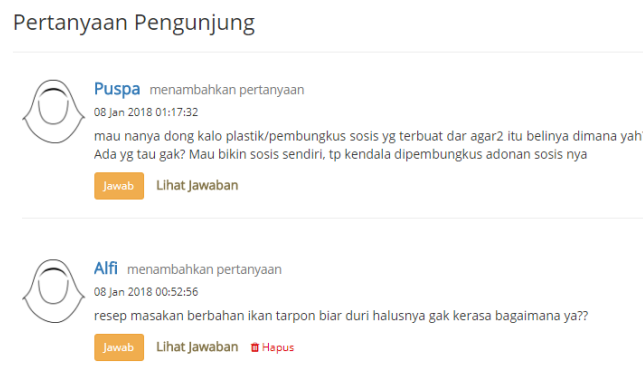 Pertanyaan Pengunjung
Puspa menambahkan pertanyaan
08 Jan 2018 01:17:32
mau nanya dong kalo plastik/pembungkus sosis yg terbuat dar agar2 itu belinya dimana yah?
Ada yg tau gak? Mau bikin sosis sendiri, tp kendala dipembungkus adonan sosis nya
Jawab Lihat Jawaban
Alfi menambahkan pertanyaan
08 Jan 2018 00:52:56
resep masakan berbahan ikan tarpon biar duri halusnya gak kerasa bagaimana ya??
Jawab Lihat Jawaban Hapus